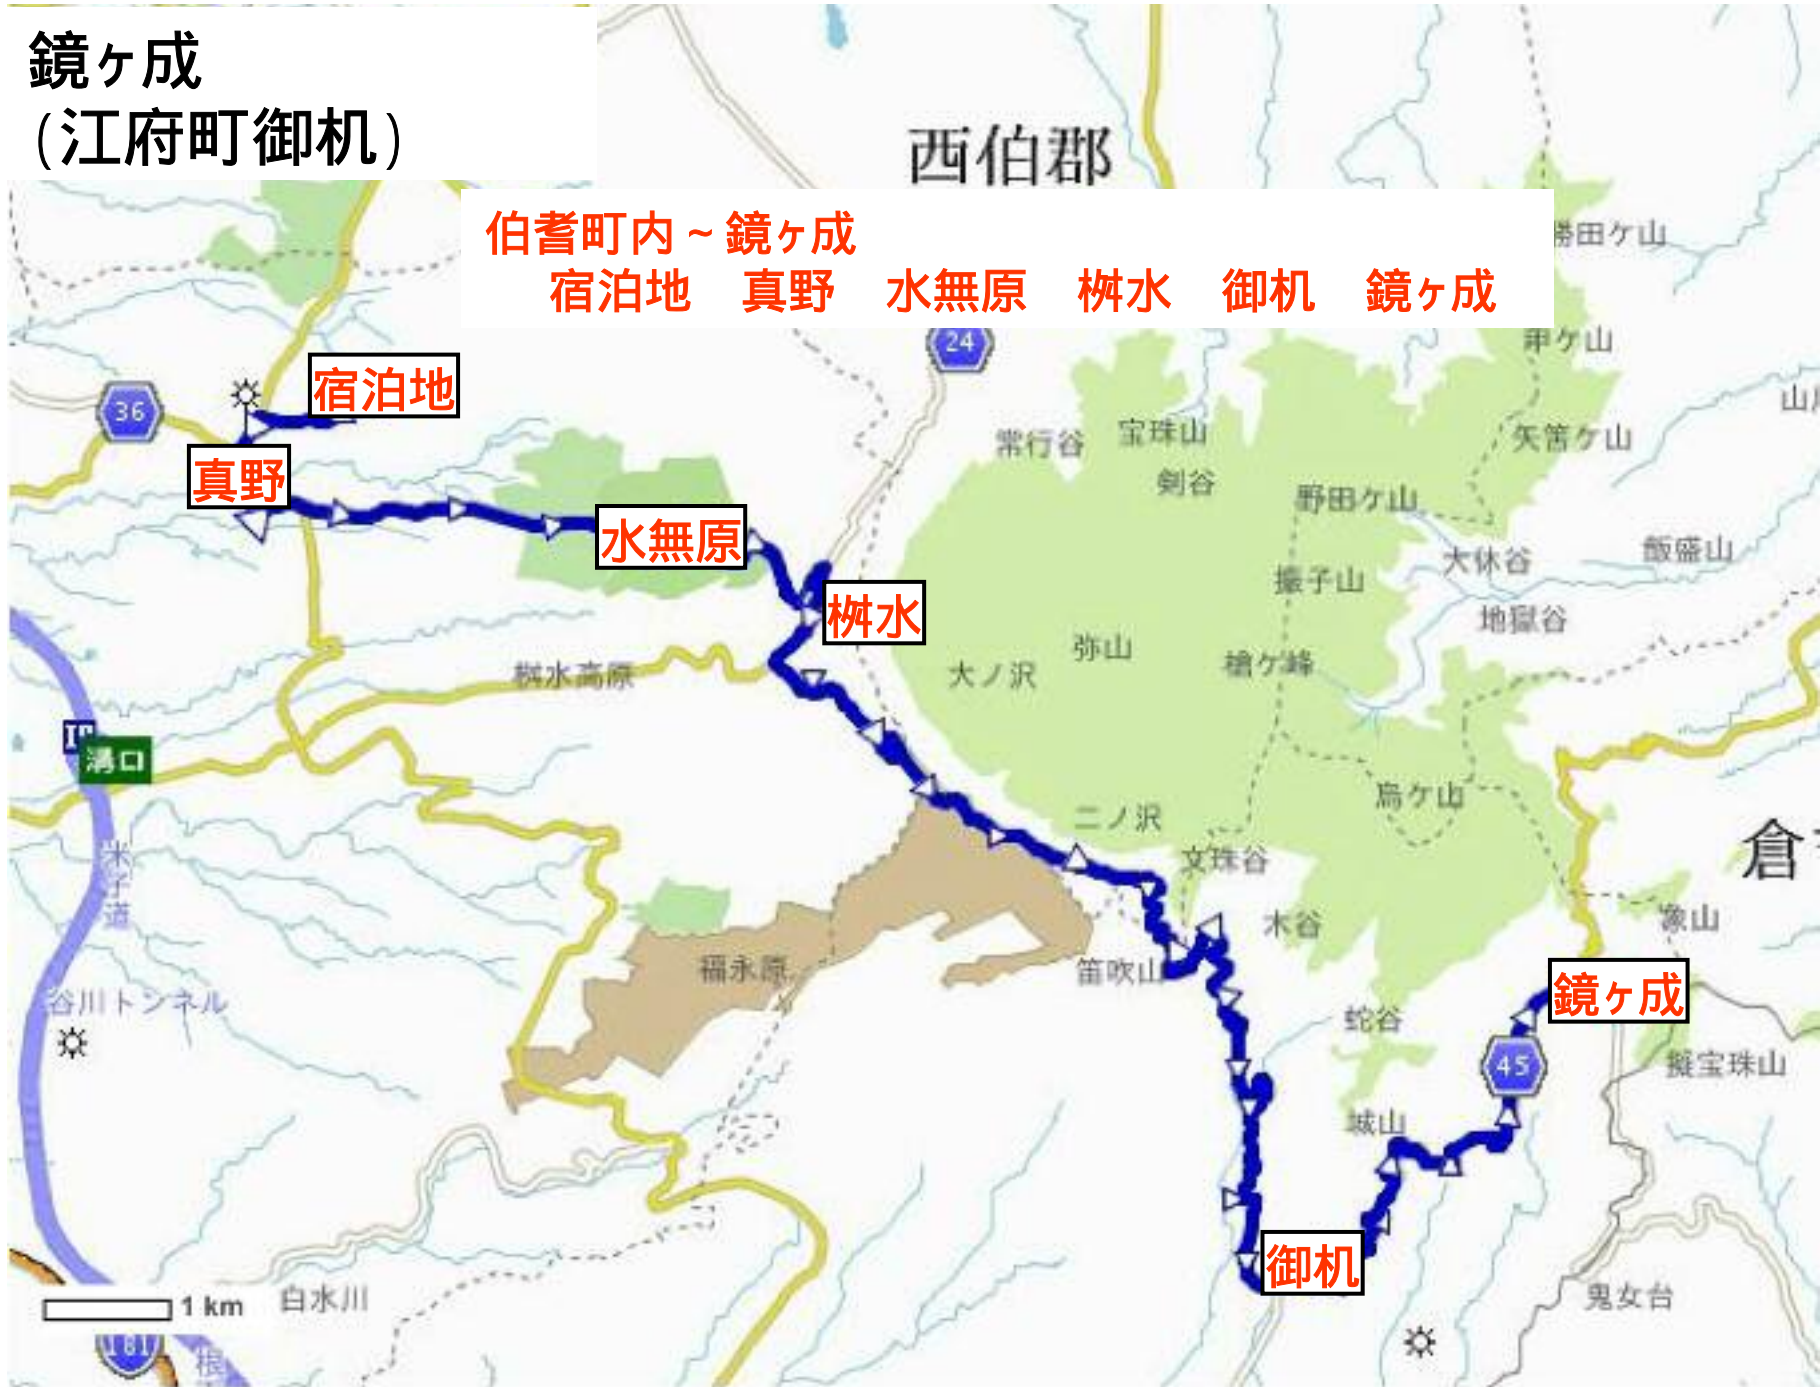 鏡ヶ成
(江府町御机)
西伯郡
伯耆町内~鏡ヶ成
宿泊地 真野 水無原 桝水 御机 鏡ヶ成
勝田ケ山
甲ケ山
24
宿泊地
36
常行谷
宝珠山
矢筈ケ山
真野
剣谷
野田ケ山
水無原
大休谷
飯盛山
振子山
桝水
地獄谷
弥山
桝水高原
大ノ沢
槍ケ峰
溝口
烏ケ山
二ノ沢
倉
米子道
文珠谷
象山
木谷
福永原
笛吹山
鏡ヶ成
谷川トンネル
蛇谷
45
擬宝珠山
城山
御机
1 km
白水川
鬼女台
181